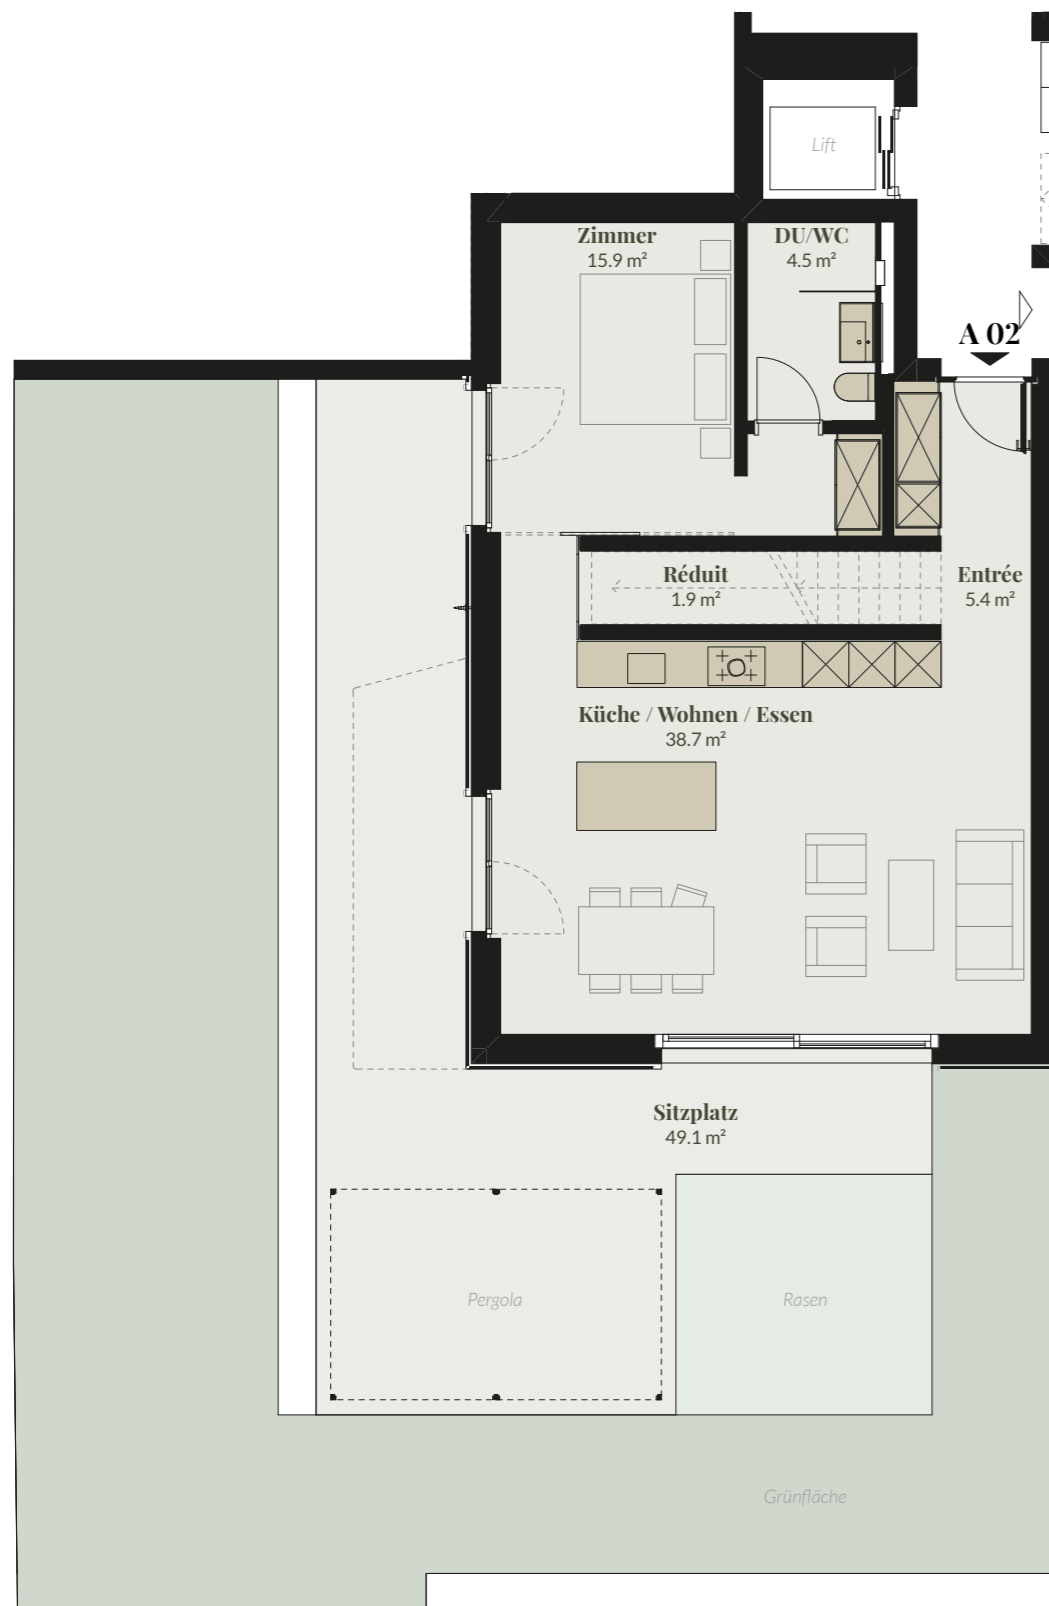 Lift
Zimmer
15.9 m²
DU/WC
4.5 m²
A 02
Réduit
1.9 m²
Entrée
5.4 m²
Küche / Wohnen / Essen
38.7 m²
Sitzplatz
49.1 m²
Pergola
Rasen
Grünfläche